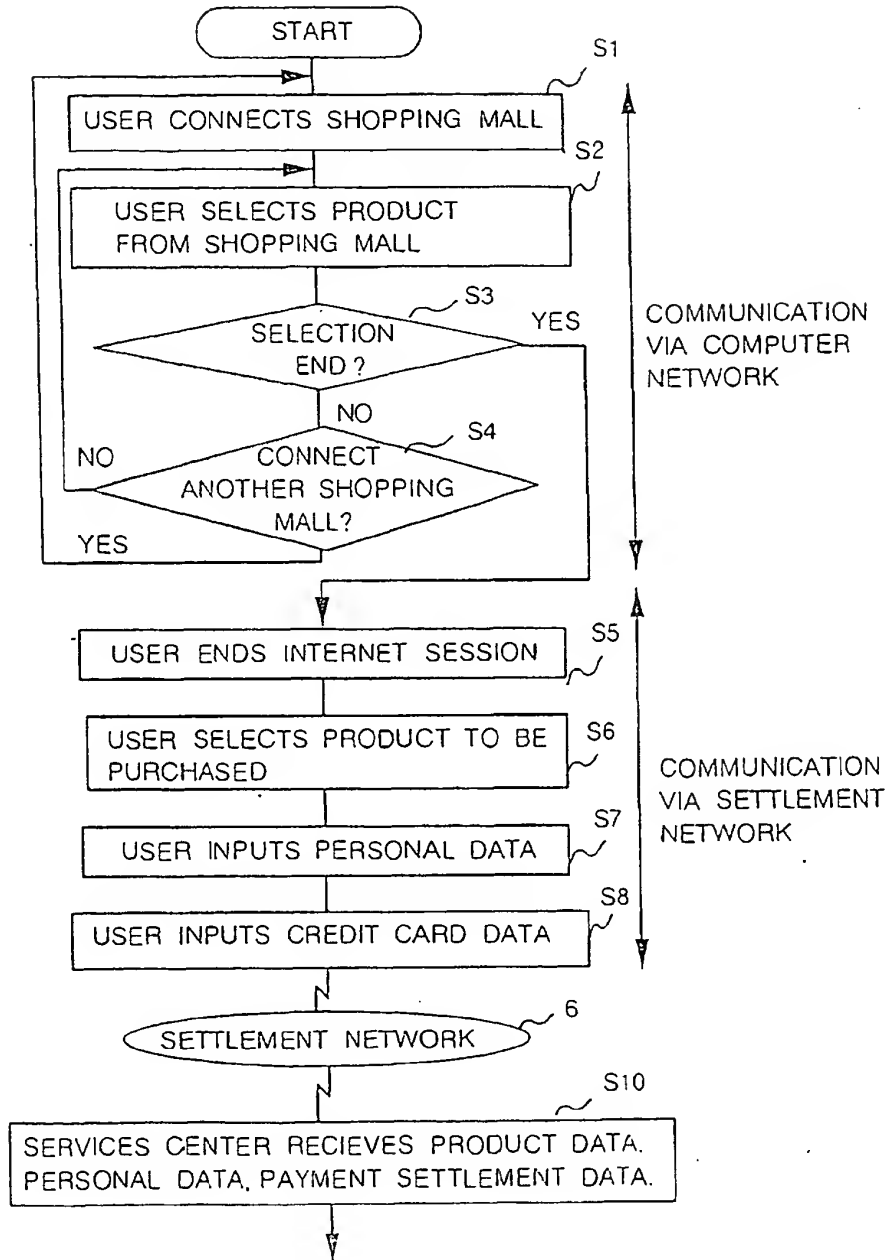 START
S1
USER CONNECTS SHOPPING MALL
S2
USER SELECTS PRODUCT
FROM SHOPPING MALL
S3
SELECTION
END?
YES
NO
S4
CONNECT
ANOTHER SHOPPING
MALL?
NO
YES
COMMUNICATION
VIA COMPUTER
NETWORK
S5
USER ENDS INTERNET SESSION
S6
USER SELECTS PRODUCT TO BE
PURCHASED
S7
USER INPUTS PERSONAL DATA
S8
USER INPUTS CREDIT CARD DATA
COMMUNICATION
VIA SETTLEMENT
NETWORK
6
SETTLEMENT NETWORK
S10
SERVICES CENTER RECIEVES PRODUCT DATA.
PERSONAL DATA, PAYMENT SETTLEMENT DATA.